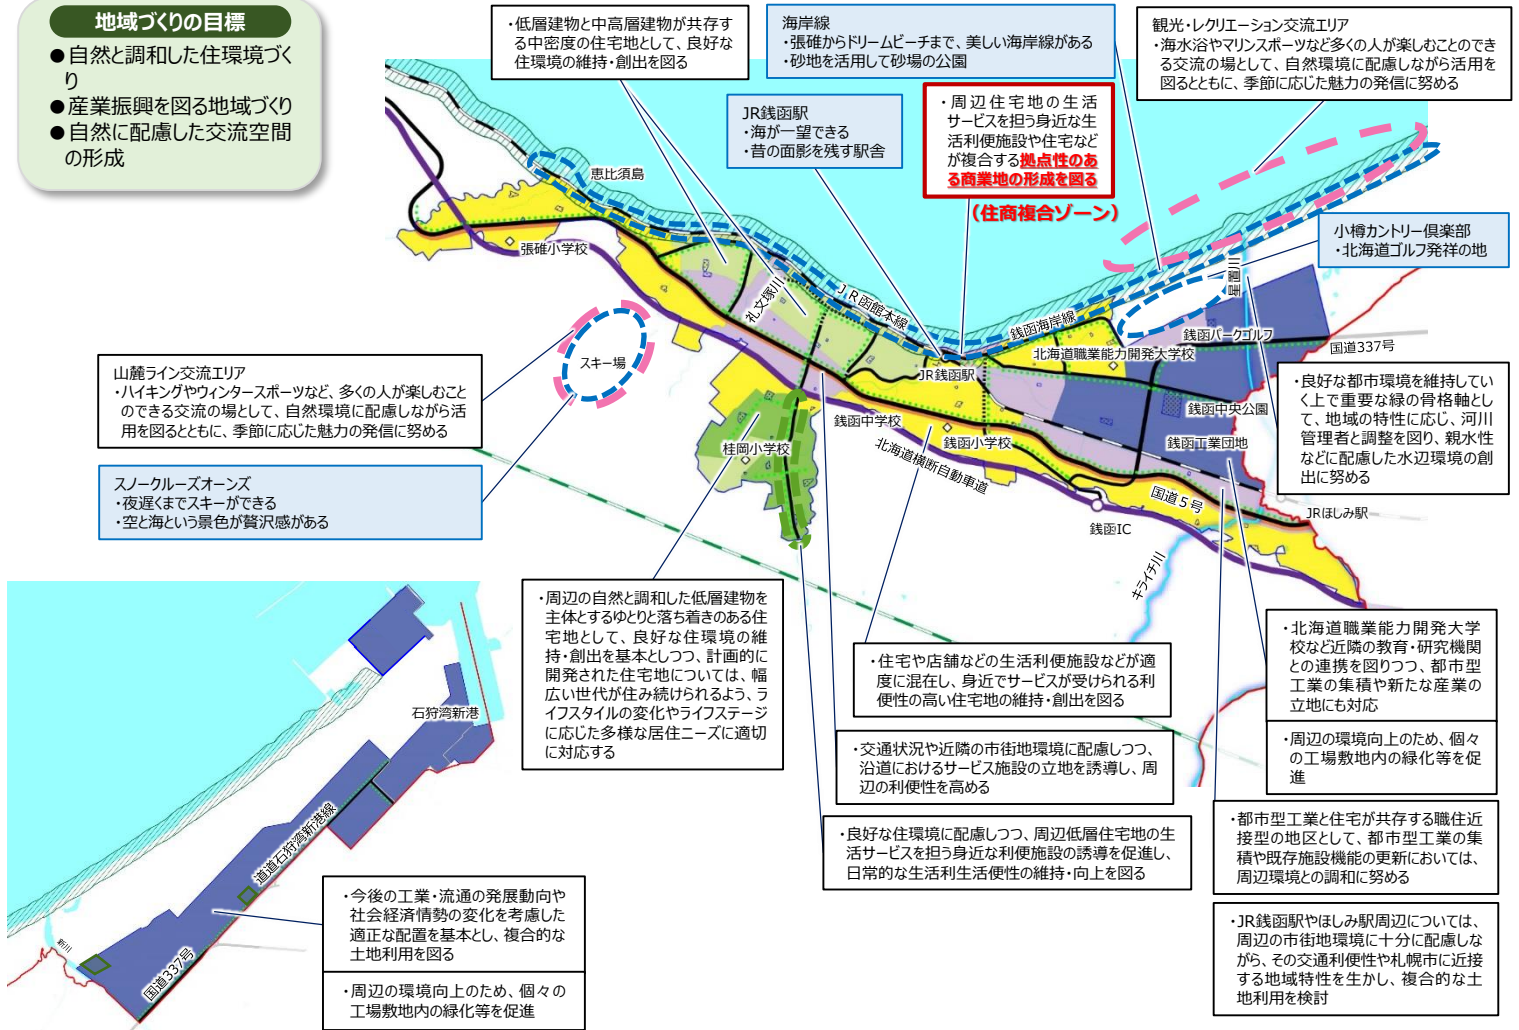 地域づくりの目標
●自然と調和した住環境づく
り
●産業振興を図る地域づくり
●自然に配慮した交流空間
の形成
・低層建物と中高層建物が共存す
る中密度の住宅地として、良好な
住環境の維持・創出を図る
海岸線
・張碓からドリームビーチまで、美しい海岸線がある
・砂地を活用して砂場の公園
観光・レクリエーション交流エリア
・海水浴やマリンスポーツなど多くの人が楽しむことのでき
る交流の場として、自然環境に配慮しながら活用を
図るとともに、季節に応じた魅力の発信に努める
JR銭函駅
・海が一望できる
・昔の面影を残す駅舎
・周辺住宅地の生活
サービスを担う身近な生
活利便施設や住宅など
が複合する拠点性のあ
る商業地の形成を図る
（住商複合ゾーン）
小樽カントリー倶楽部
・北海道ゴルフ発祥の地
恵比須島
張碓小学校
礼文塚川
JR函館本線
銭函海岸線
星置川
銭函パークゴルフ
国道337号
北海道職業能力開発大学校
JR銭函駅
スキー場
銭函中央公園
銭函中学校
銭函小学校
銭函工業団地
桂岡小学校
北海道横断自動車道
国道５号
銭函IC
JRほしみ駅
キライチ川
山麓ライン交流エリア
・ハイキングやウィンタースポーツなど、多くの人が楽しむこと
のできる交流の場として、自然環境に配慮しながら活
用を図るとともに、季節に応じた魅力の発信に努める
スノークルーズオーンズ
・夜遅くまでスキーができる
・空と海という景色が贅沢感がある
・良好な都市環境を維持してい
く上で重要な緑の骨格軸とし
て、地域の特性に応じ、河川
管理者と調整を図り、親水性
などに配慮した水辺環境の創
出に努める
・周辺の自然と調和した低層建物を
主体とするゆとりと落ち着きのある住
宅地として、良好な住環境の維
持・創出を基本としつつ、計画的に
開発された住宅地については、幅
広い世代が住み続けられるよう、ラ
イフスタイルの変化やライフステージ
に応じた多様な居住ニーズに適切
に対応する
・住宅や店舗などの生活利便施設などが適
度に混在し、身近でサービスが受けられる利
便性の高い住宅地の維持・創出を図る
・交通状況や近隣の市街地環境に配慮しつつ、
沿道におけるサービス施設の立地を誘導し、周
辺の利便性を高める
・良好な住環境に配慮しつつ、周辺低層住宅地の生
活サービスを担う身近な利便施設の誘導を促進し、
日常的な生活利生活便性の維持・向上を図る
・北海道職業能力開発大学
校など近隣の教育・研究機関
との連携を図りつつ、都市型
工業の集積や新たな産業の
立地にも対応
・周辺の環境向上のため、個々
の工場敷地内の緑化等を促
進
・都市型工業と住宅が共存する職住近
接型の地区として、都市型工業の集
積や既存施設機能の更新においては、
周辺環境との調和に努める
・JR銭函駅やほしみ駅周辺については、
周辺の市街地環境に十分に配慮しな
がら、その交通利便性や札幌市に近接
する地域特性を生かし、複合的な土
地利用を検討
石狩湾新港
道道石狩湾新港線
国道337号
新川
・今後の工業・流通の発展動向や
社会経済情勢の変化を考慮した
適正な配置を基本とし、複合的な
土地利用を図る
・周辺の環境向上のため、個々の
工場敷地内の緑化等を促進